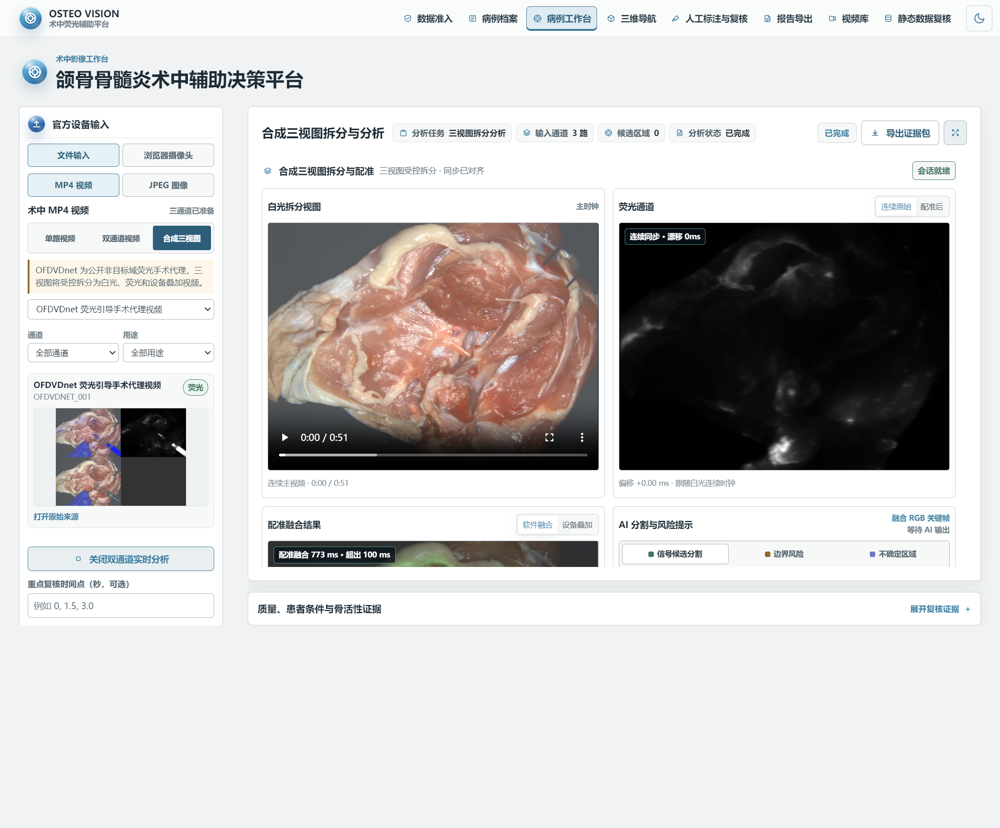 OSTEO VISION
术中荧光辅助平台
数据准入
病例档案
病例工作台
三维导航
人工标注与复核
报告导出
视频库
静态数据复核
术中影像工作台
颌骨骨髓炎术中辅助决策平台
官方设备输入
文件输入
浏览器摄像头
MP4 视频
JPEG 图像
术中 MP4 视频
三通道已准备
单路视频
双通道视频
合成三视图
OFDVDnet 为公开非目标域荧光手术代理，三
视图将受控拆分为白光、荧光和设备叠加视频。
OFDVDnet 荧光引导手术代理视频
通道
用途
全部通道
全部用途
OFDVDnet 荧光引导手术代理视频
荧光
OFDVDNET_001
打开原始来源
关闭双通道实时分析
重点复核时间点（秒，可选）
例如 0, 1.5, 3.0
合成三视图拆分与分析
分析任务 三视图拆分分析
输入通道 3 路
候选区域 0
分析状态 已完成
已完成
导出证据包
合成三视图拆分与配准
三视图受控拆分 · 同步已对齐
会话就绪
白光拆分视图
主时钟
0:00 / 0:51
连续主视频 · 0:00 / 0:51
荧光通道
连续原始
配准后
连续同步 • 漂移 0ms
偏移 +0.00 ms · 跟随白光连续时钟
配准融合结果
软件融合
设备叠加
配准融合 773 ms • 超出 100 ms
AI 分割与风险提示
融合 RGB 关键帧
等待 AI 输出
信号候选分割
边界风险
不确定区域
质量、患者条件与骨活性证据
展开复核证据 +